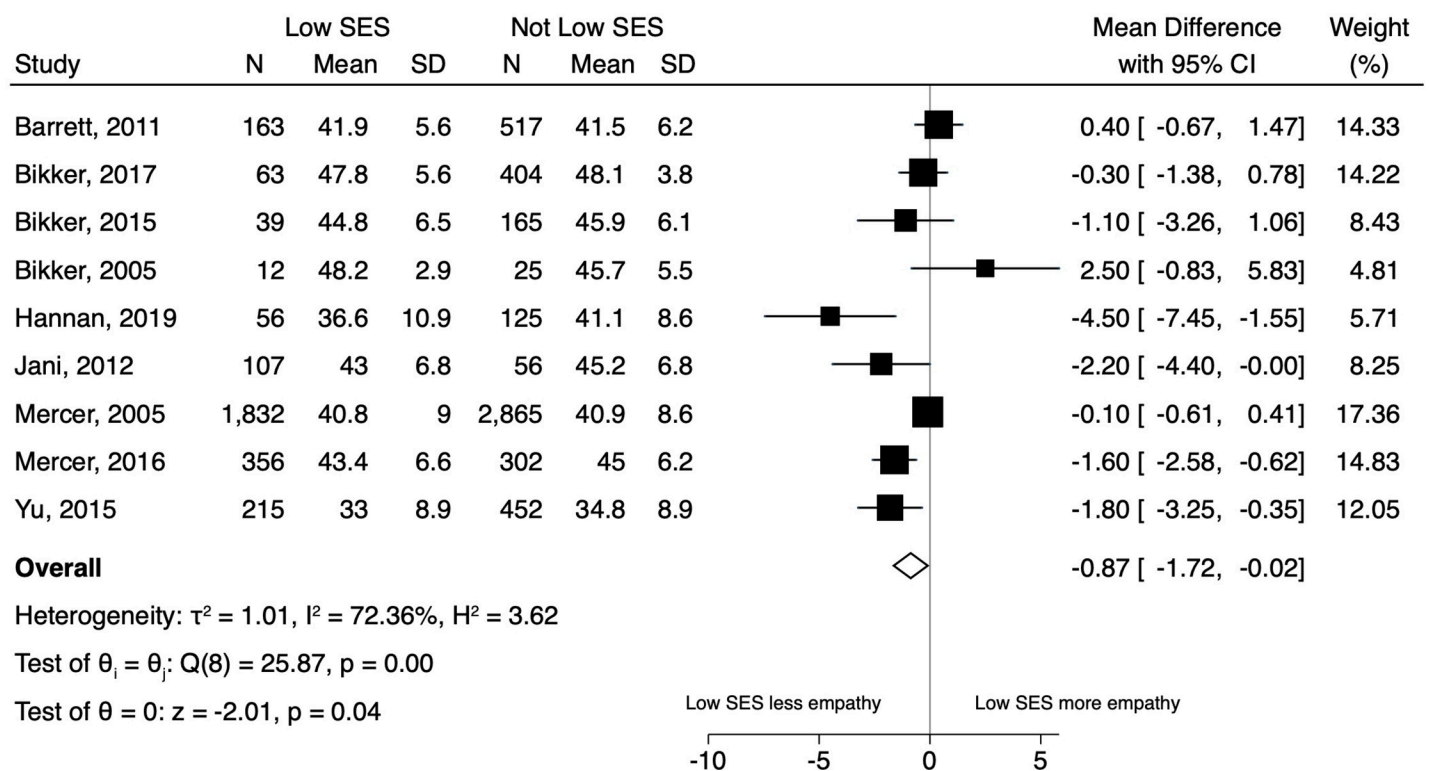 Low SES Not Low SES Mean Difference Weight
Study N Mean SD N Mean SD with 95% CI (%)
Barrett, 2011 163 41.9 5.6 517 41.5 6.2 0.40 [ -0.67, 1.47] 14.33
Bikker, 2017 63 47.8 5.6 404 48.1 3.8 -0.30 [ -1.38, 0.78] 14.22
Bikker, 2015 39 44.8 6.5 165 45.9 6.1 -1.10 [ -3.26, 1.06] 8.43
Bikker, 2005 12 48.2 2.9 25 45.7 5.5 2.50 [ -0.83, 5.83] 4.81
Hannan, 2019 56 36.6 10.9 125 41.1 8.6 -4.50 [ -7.45, -1.55] 5.71
Jani, 2012 107 43 6.8 56 45.2 6.8 -2.20 [ -4.40, -0.00] 8.25
Mercer, 2005 1,832 40.8 9 2,865 40.9 8.6 -0.10 [ -0.61, 0.41] 17.36
Mercer, 2016 356 43.4 6.6 302 45 6.2 -1.60 [ -2.58, -0.62] 14.83
Yu, 2015 215 33 8.9 452 34.8 8.9 -1.80 [ -3.25, -0.35] 12.05
Overall -0.87 [ -1.72, -0.02]
Heterogeneity: τ² = 1.01, I² = 72.36%, H² = 3.62
Test of θᵢ = θⱼ: Q(8) = 25.87, p = 0.00
Test of θ = 0: z = -2.01, p = 0.04
Low SES less empathy Low SES more empathy
-10 -5 0 5